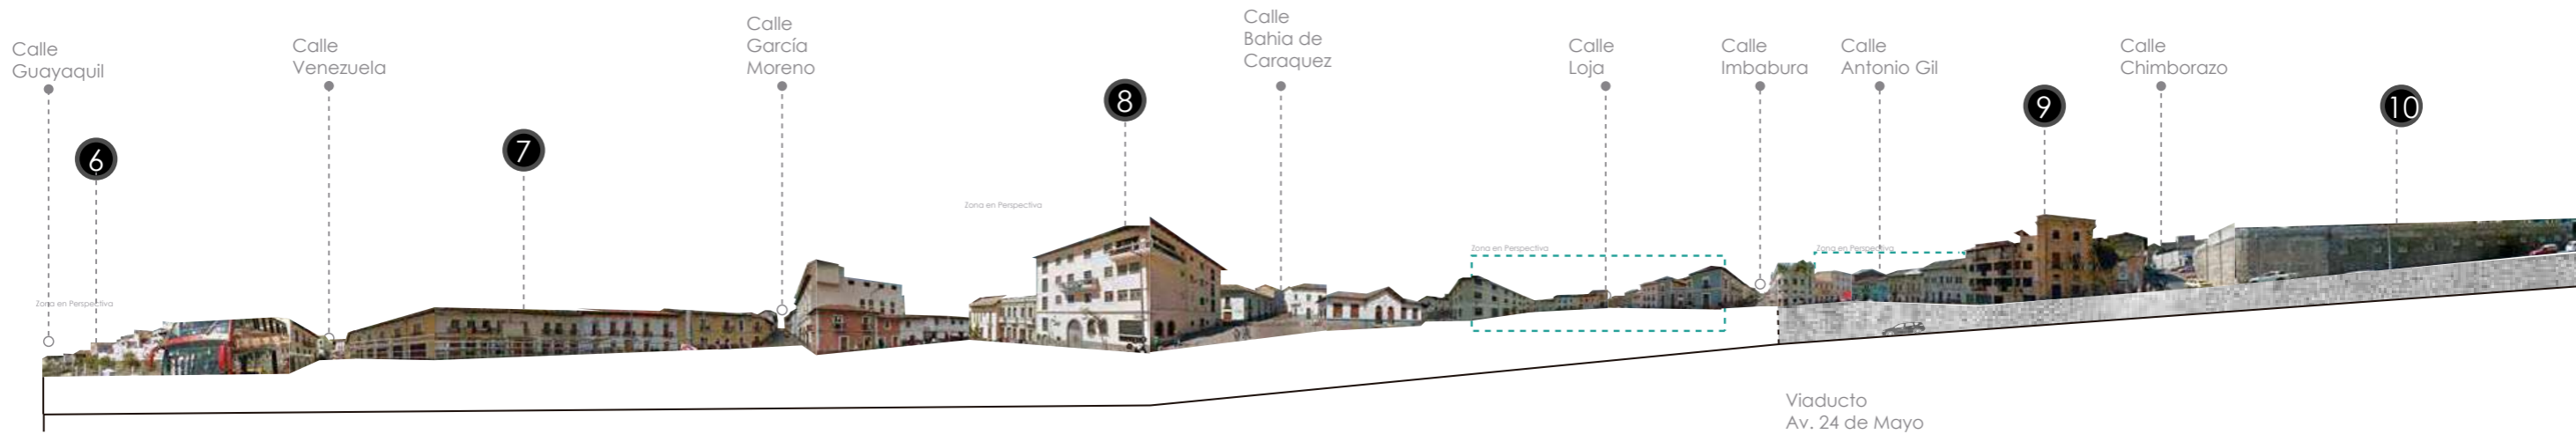 Calle
Guayaquil
Calle
Venezuela
Calle
García
Moreno
Calle
Bahia de
Caraquez
Calle
Loja
Calle
Imbabura
Calle
Antonio Gil
Calle
Chimborazo
6
7
8
9
10
Zona en Perspectiva
Zona en Perspectiva
Zona en Perspectiva
Zona en Perspectiva
Viaducto
Av. 24 de Mayo